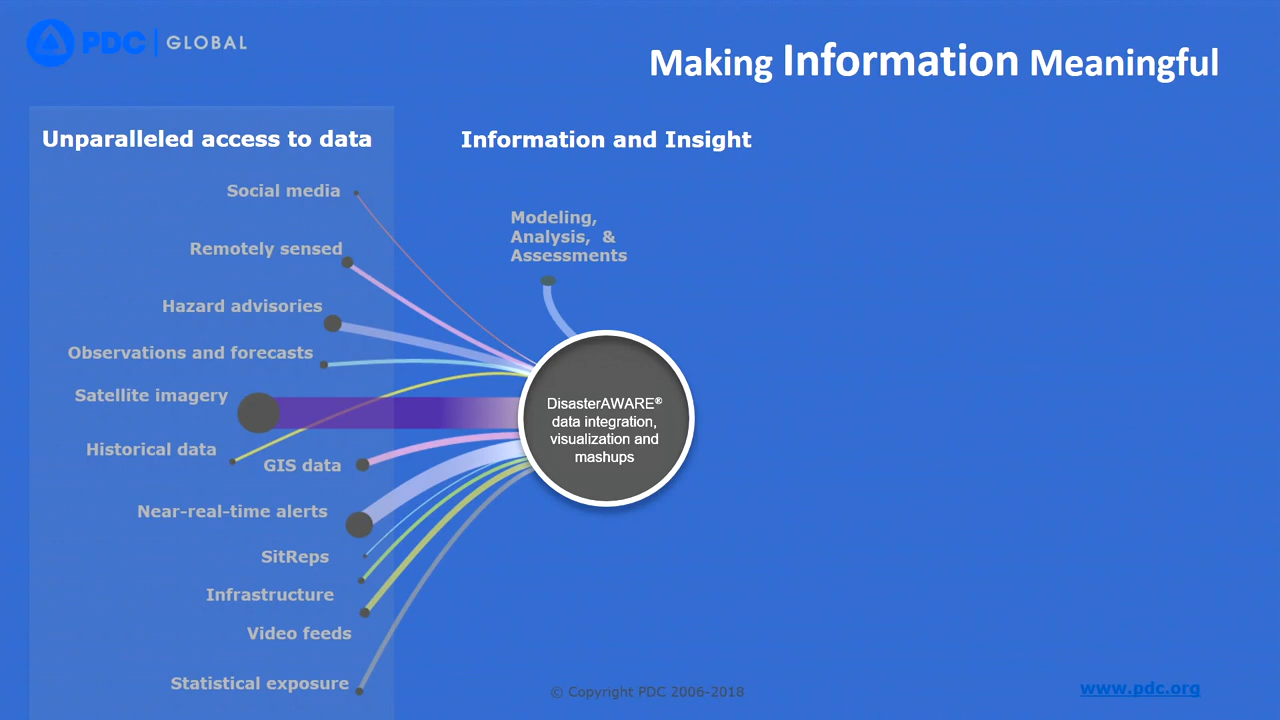 PDC | GLOBAL
Making Information Meaningful
Unparalleled access to data
Information and Insight
Social media
Remotely sensed
Hazard advisories
Observations and forecasts
Satellite imagery
Historical data
GIS data
Near-real-time alerts
SitReps
Infrastructure
Video feeds
Statistical exposure
Modeling,
Analysis, &
Assessments
DisasterAWARE®
data integration,
visualization and
mashups
© Copyright PDC 2006-2018
www.pdc.org